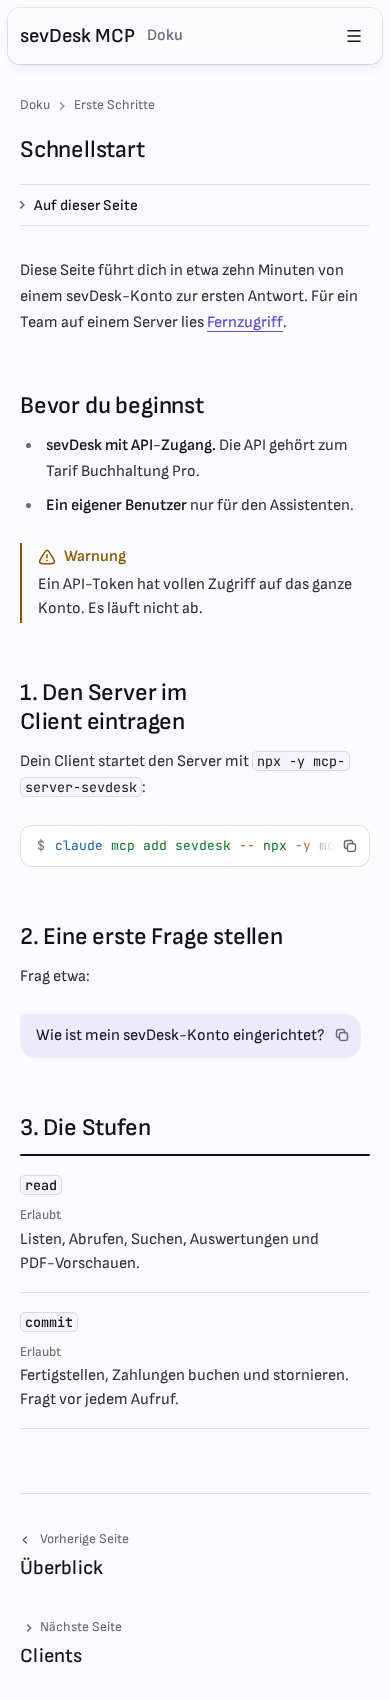 sevDesk MCP Doku
Doku > Erste Schritte
Schnellstart
Auf dieser Seite
Diese Seite führt dich in etwa zehn Minuten von
einem sevDesk-Konto zur ersten Antwort. Für ein
Team auf einem Server lies Fernzugriff.
Bevor du beginnst
• sevDesk mit API-Zugang. Die API gehört zum
Tarif Buchhaltung Pro.
• Ein eigener Benutzer nur für den Assistenten.
Warnung
Ein API-Token hat vollen Zugriff auf das ganze
Konto. Es läuft nicht ab.
1. Den Server im
Client eintragen
Dein Client startet den Server mit npx -y mcp-
server-sevdesk:
$ claude mcp add sevdesk -- npx -y
2. Eine erste Frage stellen
Frag etwa:
Wie ist mein sevDesk-Konto eingerichtet?
3. Die Stufen
read
Erlaubt
Listen, Abrufen, Suchen, Auswertungen und
PDF-Vorschauen.
commit
Erlaubt
Fertigstellen, Zahlungen buchen und stornieren.
Fragt vor jedem Aufruf.
Vorherige Seite
Überblick
Nächste Seite
Clients